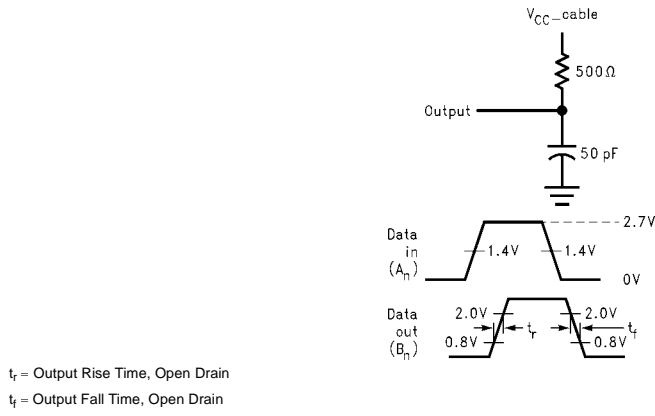 V_CC_cable
500Ω
Output
50 pF
2.7V
Data
in
(A_n)
1.4V
1.4V
0V
Data
out
(B_n)
2.0V
2.0V
t_r
t_f
0.8V
0.8V
t_r = Output Rise Time, Open Drain
t_f = Output Fall Time, Open Drain